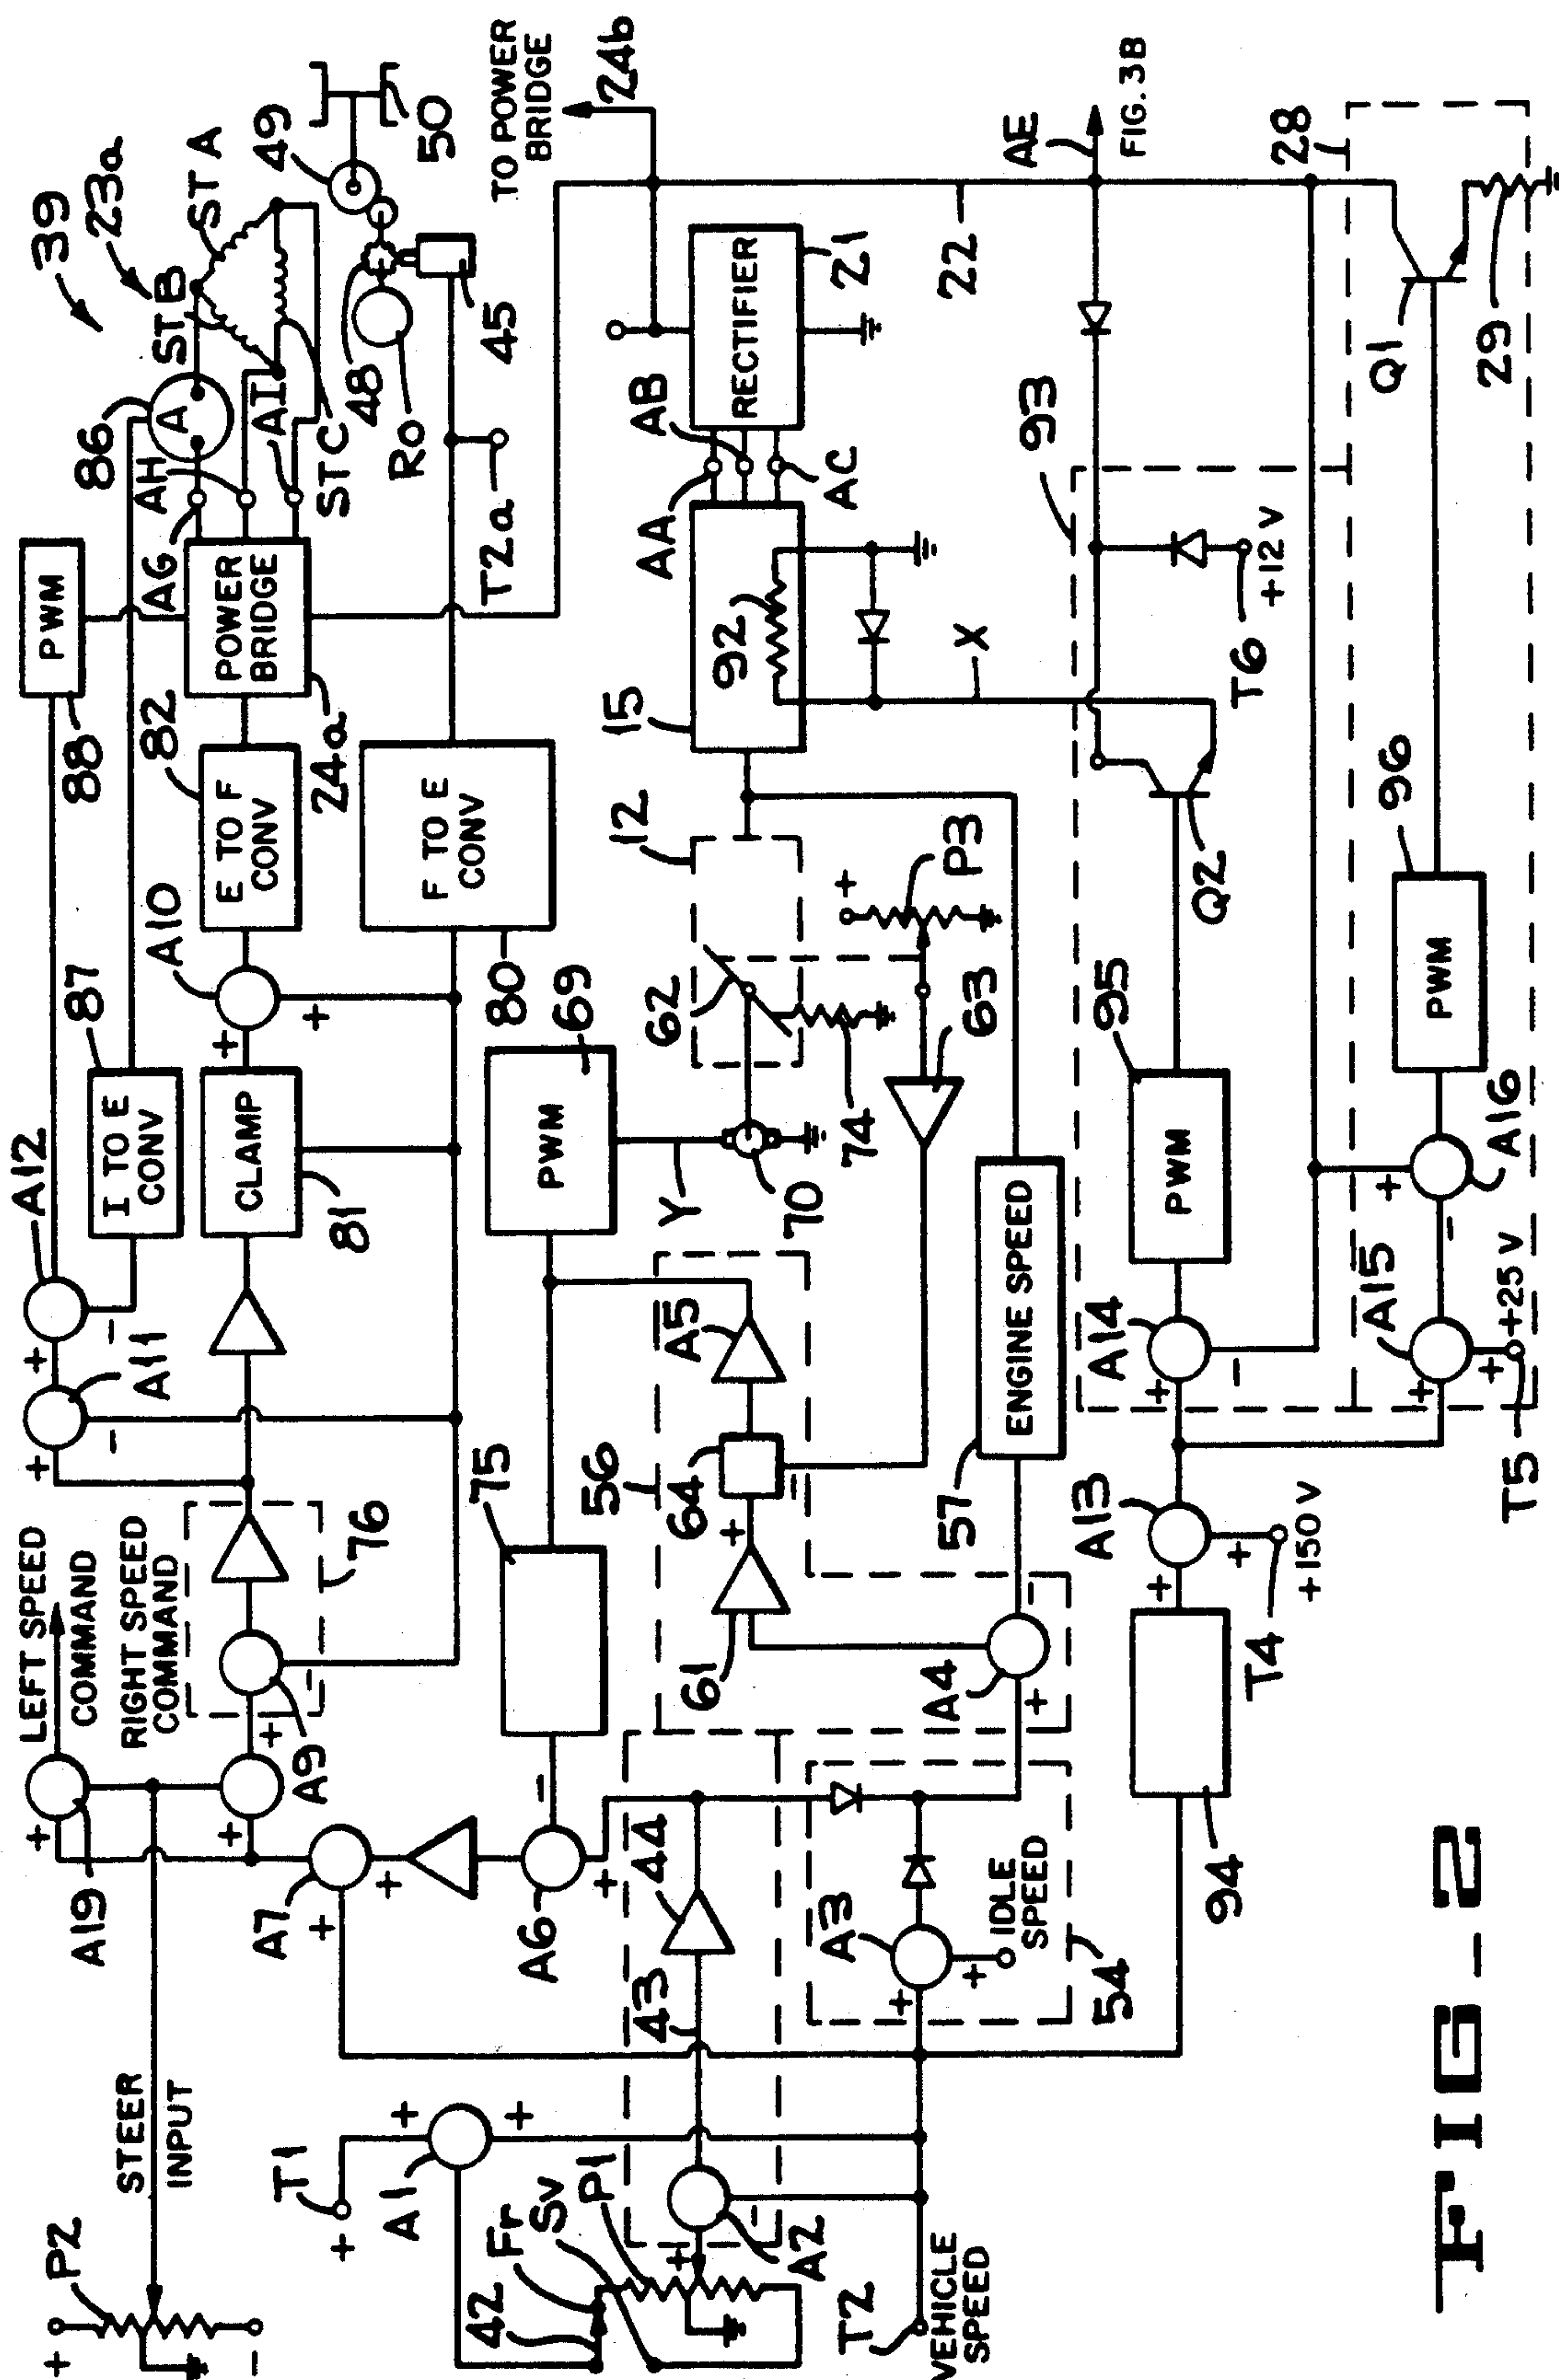 39
23a
ST A
ST B
49
50
86
A
AH
AG
AI
STC
48
Ro
45
T2a
TO POWER
BRIDGE
24b
PWM
88
POWER
BRIDGE
24a
82
E TO F
CONV
F TO E
CONV
80
A10
87
I TO E
CONV
A12
CLAMP
81
+
-
A11
+
-
+
+
LEFT SPEED
COMMAND
RIGHT SPEED
COMMAND
76
A9
+
-
+
+
A19
A7
+
+
STEER
INPUT
P2
+
-
T1
+
A1
+
+
42
Fr
Sv
P1
+
-
A2
T2
VEHICLE
SPEED
43
44
A6
+
-
75
PWM
69
Y
70
62
74
12
P3
+
63
15
92
AA
AB
AC
RECTIFIER
21
22
AE
FIG. 3B
X
56
A5
64
+
-
61
A4
+
-
57
ENGINE SPEED
A3
+
+
IDLE
SPEED
54
94
A13
+
+
T4
+150 V
A14
+
-
95
PWM
Q2
93
T6
+12 V
28
Q1
29
96
PWM
A16
+
-
A15
+
+
T5
+25 V
FIG-2